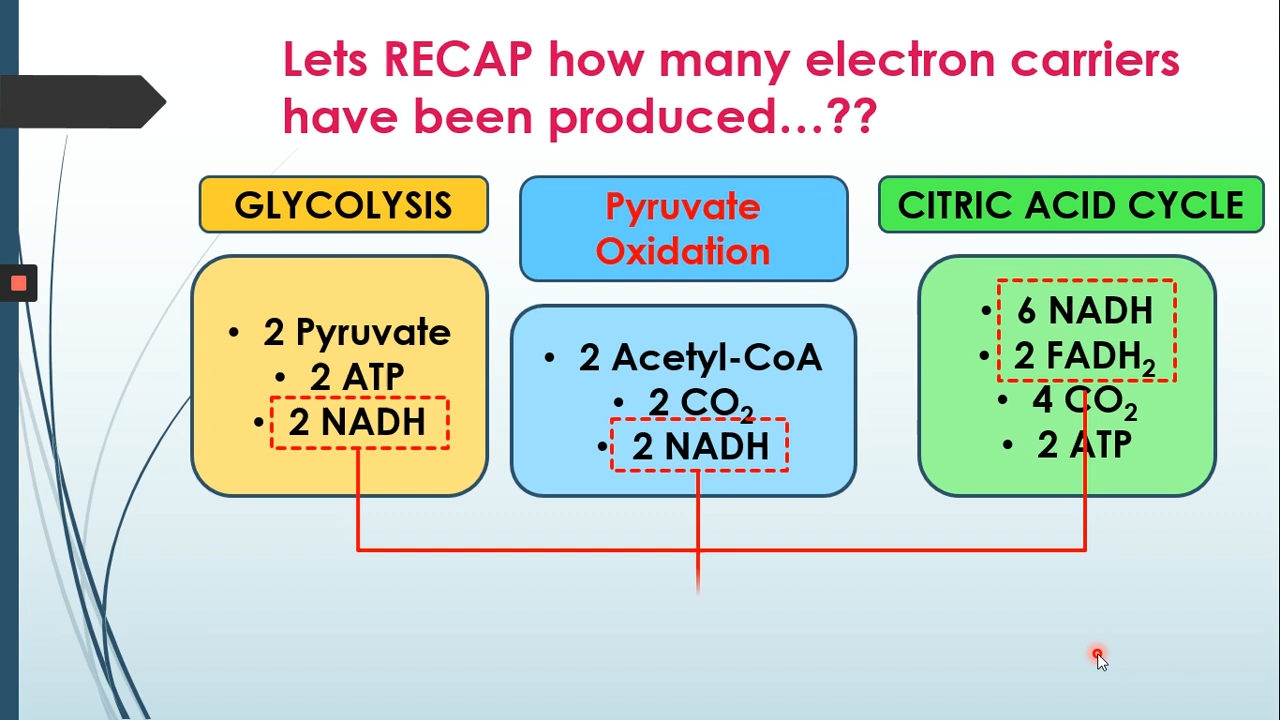 Lets RECAP how many electron carriers
have been produced...??
GLYCOLYSIS
• 2 Pyruvate
• 2 ATP
• 2 NADH
Pyruvate
Oxidation
• 2 Acetyl-CoA
• 2 CO₂
• 2 NADH
CITRIC ACID CYCLE
• 6 NADH
• 2 FADH₂
• 4 CO₂
• 2 ATP